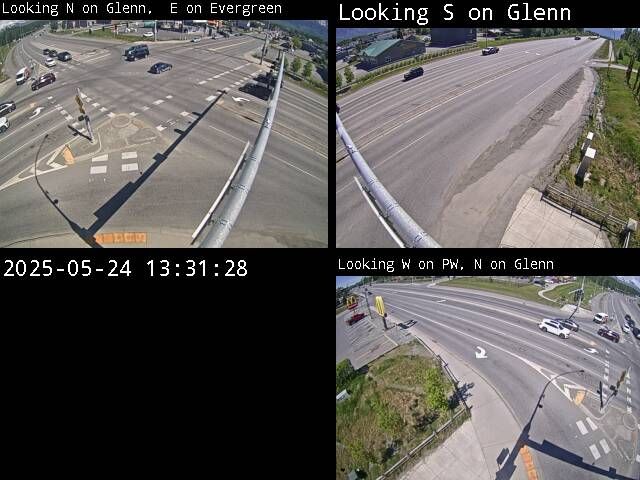 Looking N on Glenn,  E on Evergreen
Looking S on Glenn
2025-05-24 13:31:28
Looking W on PW, N on Glenn